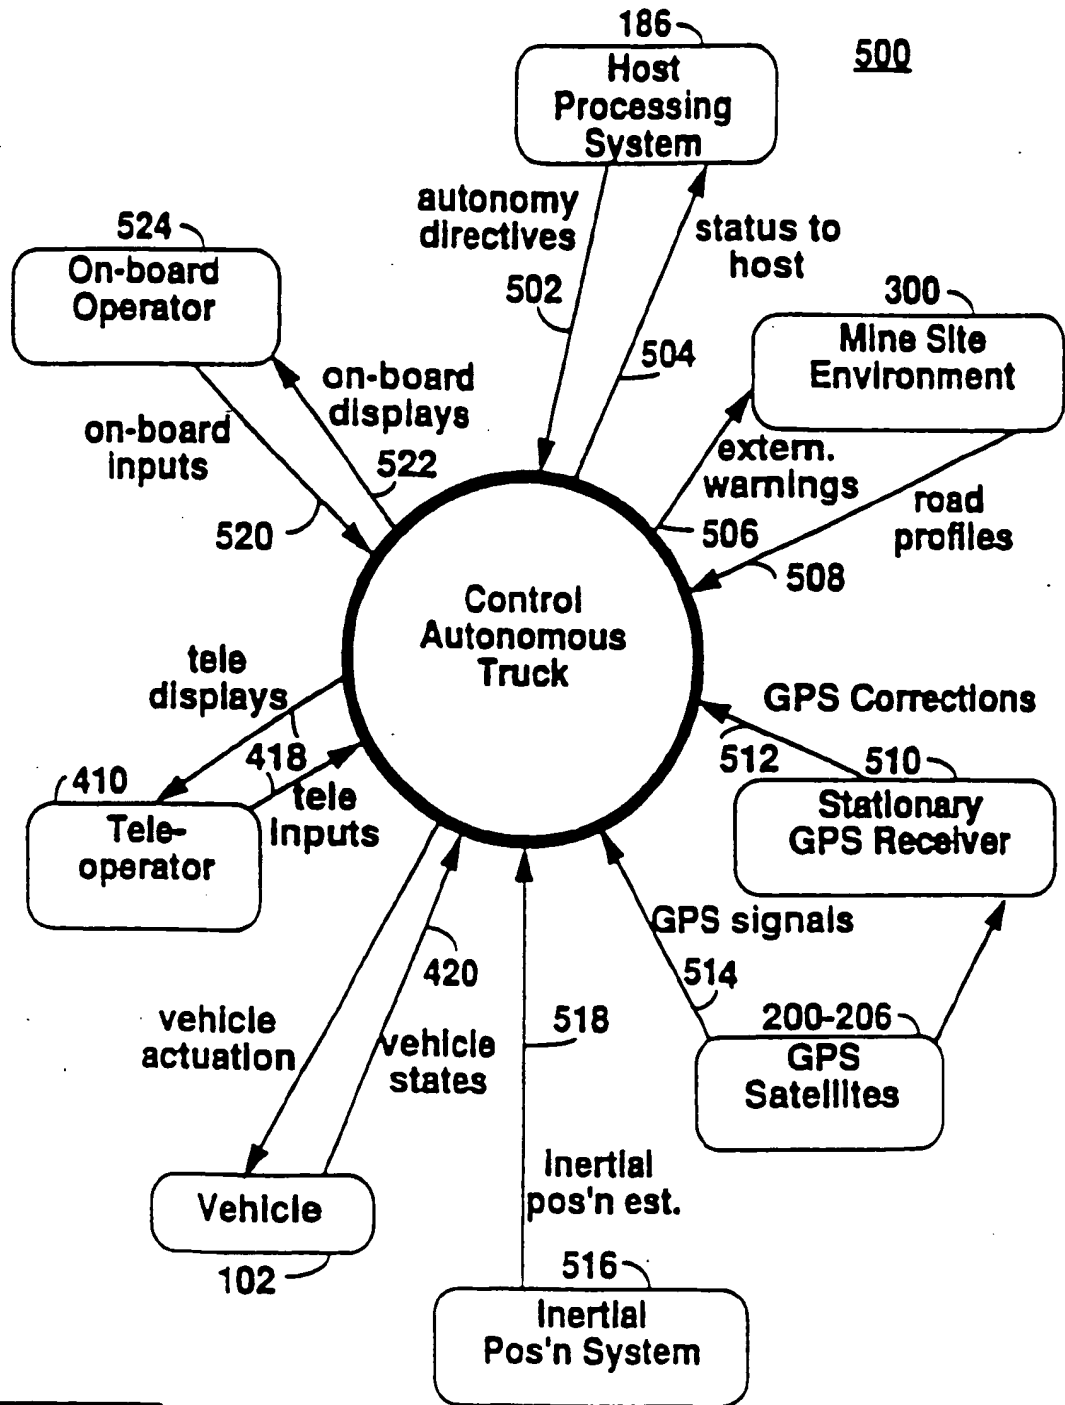 186
500
Host
Processing
System
autonomy
directives
502
status to
host
504
524
On-board
Operator
on-board
displays
522
on-board
inputs
520
300
Mine Site
Environment
extern.
warnings
506
road
profiles
508
Control
Autonomous
Truck
tele
displays
418
410
Tele-
operator
tele
inputs
GPS Corrections
512
510
Stationary
GPS Receiver
GPS signals
514
200-206
GPS
Satellites
420
vehicle
actuation
vehicle
states
518
Vehicle
102
Inertial
pos'n est.
516
Inertial
Pos'n System